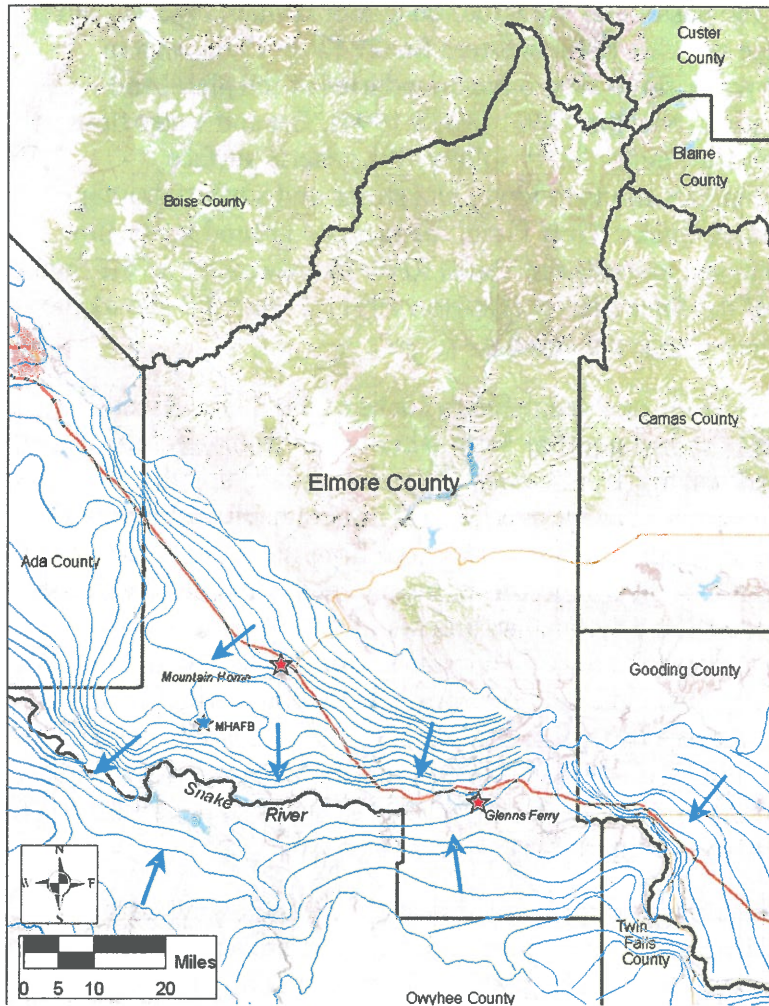 Custer
County
Blaine
County
Boise County
Camas County
Elmore County
Ada County
Gooding County
Mountain Home
MHAFB
Snake
River
Glenns Ferry
N
S
Miles
0 5 10 20
Twin
Falls
County
Owyhee County